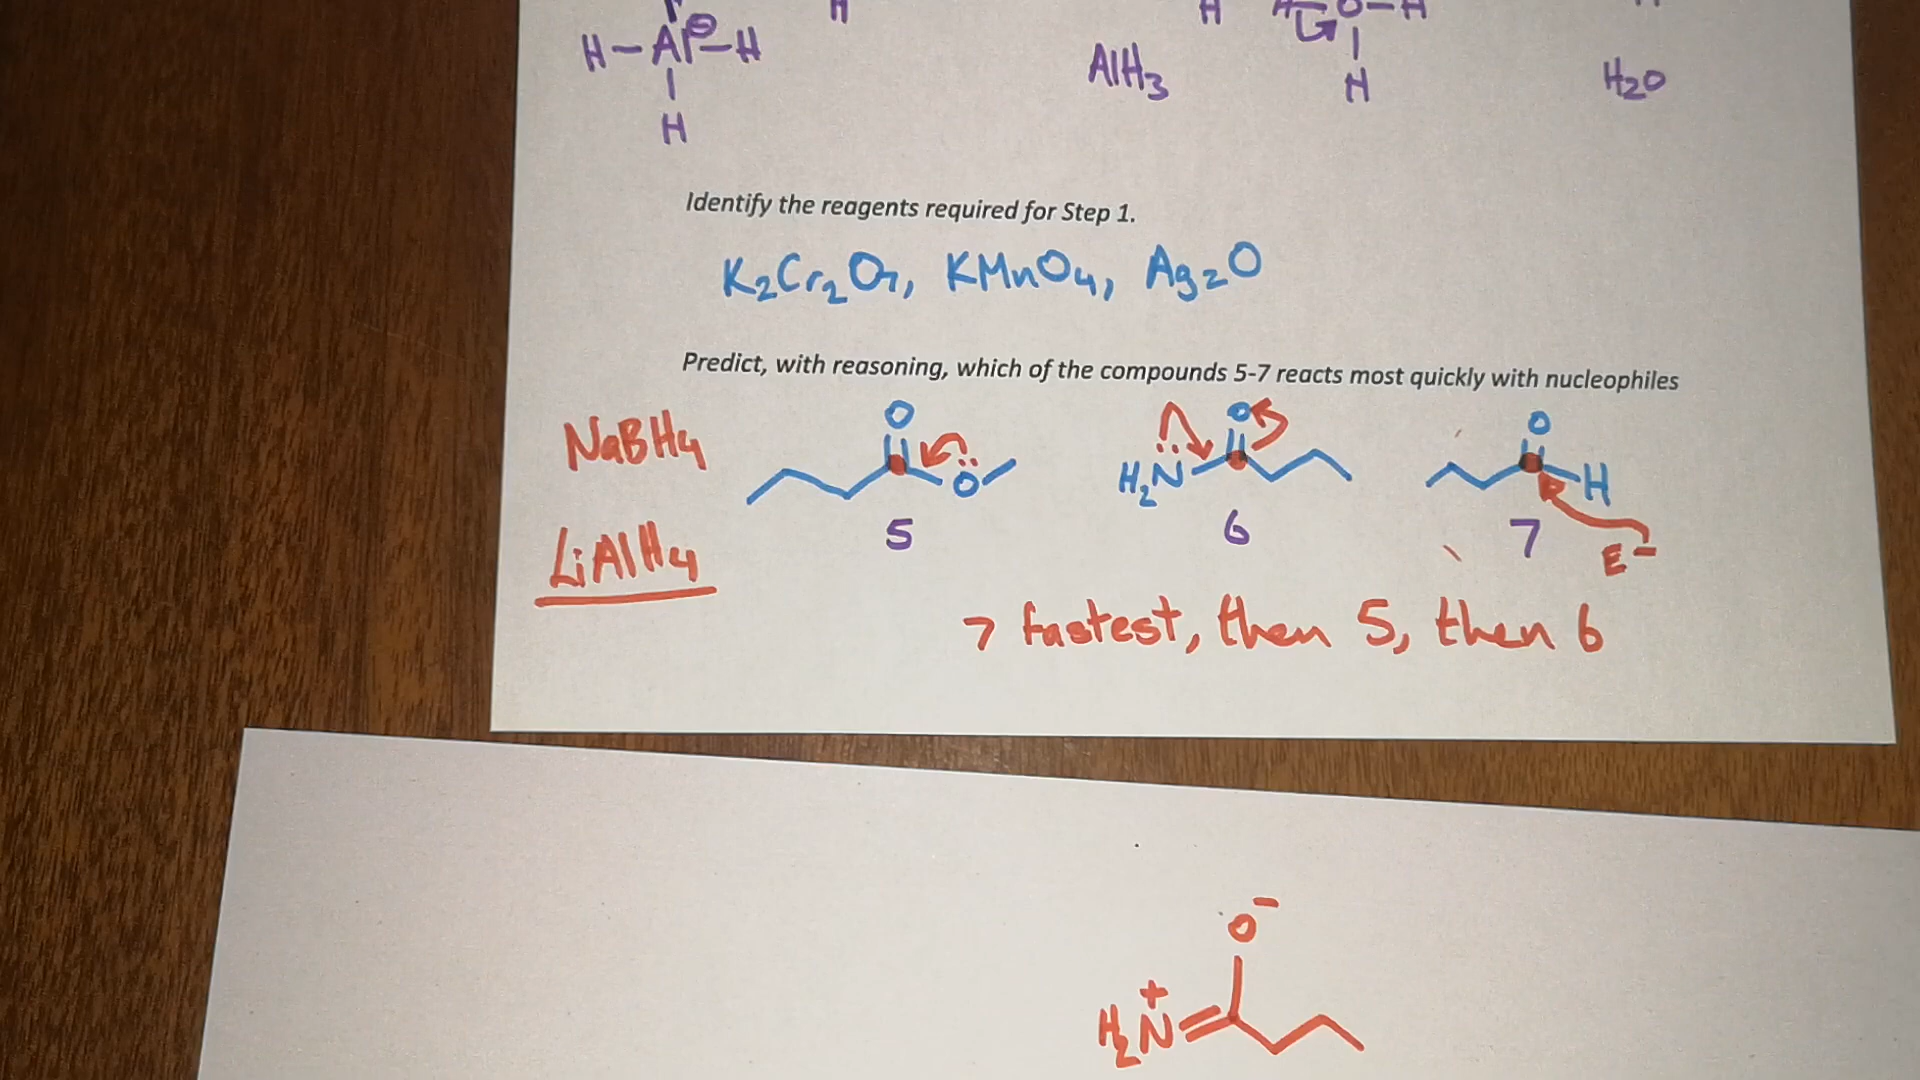 H–Al⊖–H
H
H
AlH₃
H
H–O–H
H
H₂O
Identify the reagents required for Step 1.
K₂Cr₂O₇, KMnO₄, Ag₂O
Predict, with reasoning, which of the compounds 5-7 reacts most quickly with nucleophiles
NaBH₄
LiAlH₄
O
O
5
O
H₂N
6
O
H
7
E⁻
7 fastest, then 5, then 6
O⁻
H₂N⁺